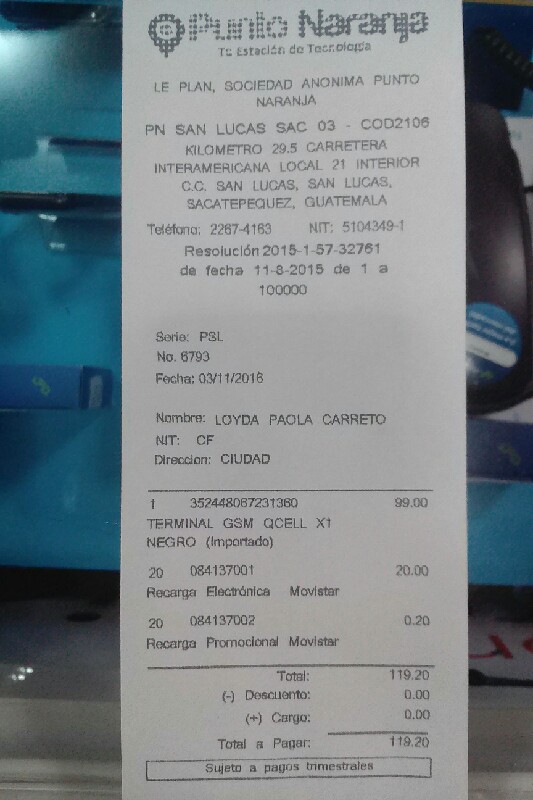 Punto Naranja
Tu Estación de Tecnología
LE PLAN, SOCIEDAD ANONIMA PUNTO
NARANJA
PN SAN LUCAS SAC 03 - COD2106
KILOMETRO 29.5 CARRETERA
INTERAMERICANA LOCAL 21 INTERIOR
C.C. SAN LUCAS, SAN LUCAS,
SACATEPEQUEZ, GUATEMALA
Teléfono: 2267-4163 NIT: 5104349-1
Resolución 2015-1-57-32761
de fecha 11-8-2015 de 1 a
100000
Serie: PSL
No. 6793
Fecha: 03/11/2016
Nombre: LOYDA PAOLA CARRETO
NIT: CF
Direccion: CIUDAD
1 352448067231360 99.00
TERMINAL GSM QCELL X1
NEGRO (Importado)
20 084137001 20.00
Recarga Electrónica Movistar
20 084137002 0.20
Recarga Promocional Movistar
Total: 119.20
(-) Descuento: 0.00
(+) Cargo: 0.00
Total a Pagar: 119.20
Sujeto a pagos trimestrales